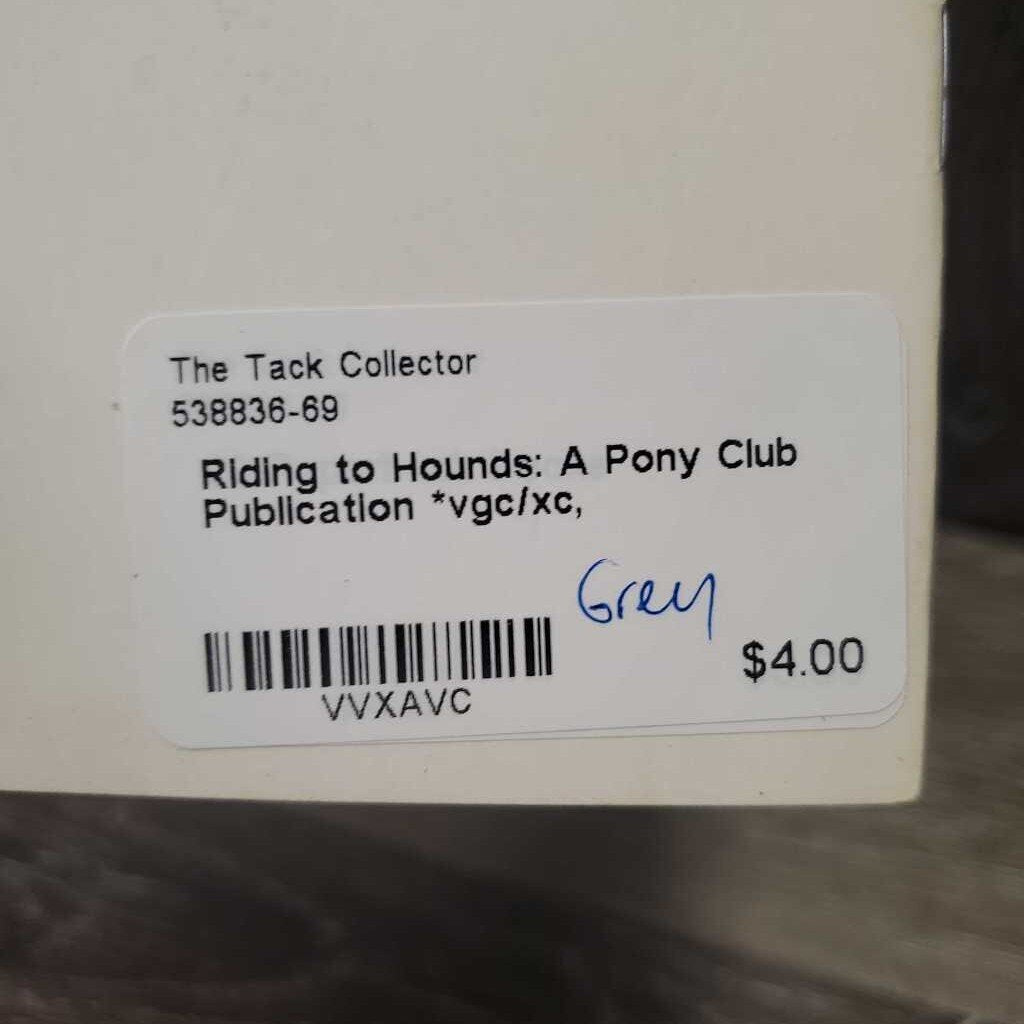 The Tack Collector
538836-69
Riding to Hounds: A Pony Club
Publication *vgc/xc,
Grey
$4.00
VVXAVC